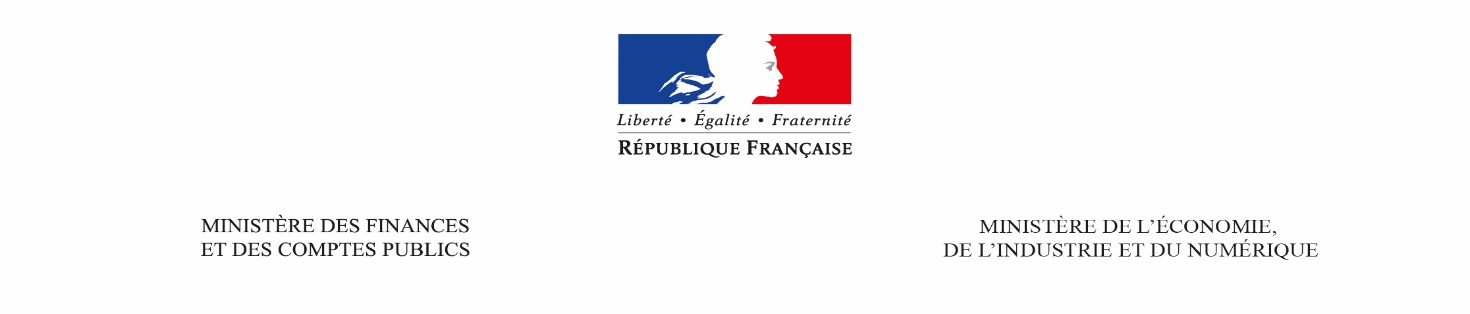 Liberté • Égalité • Fraternité
RÉPUBLIQUE FRANÇAISE
MINISTÈRE DES FINANCES
ET DES COMPTES PUBLICS
MINISTÈRE DE L’ÉCONOMIE,
DE L’INDUSTRIE ET DU NUMÉRIQUE